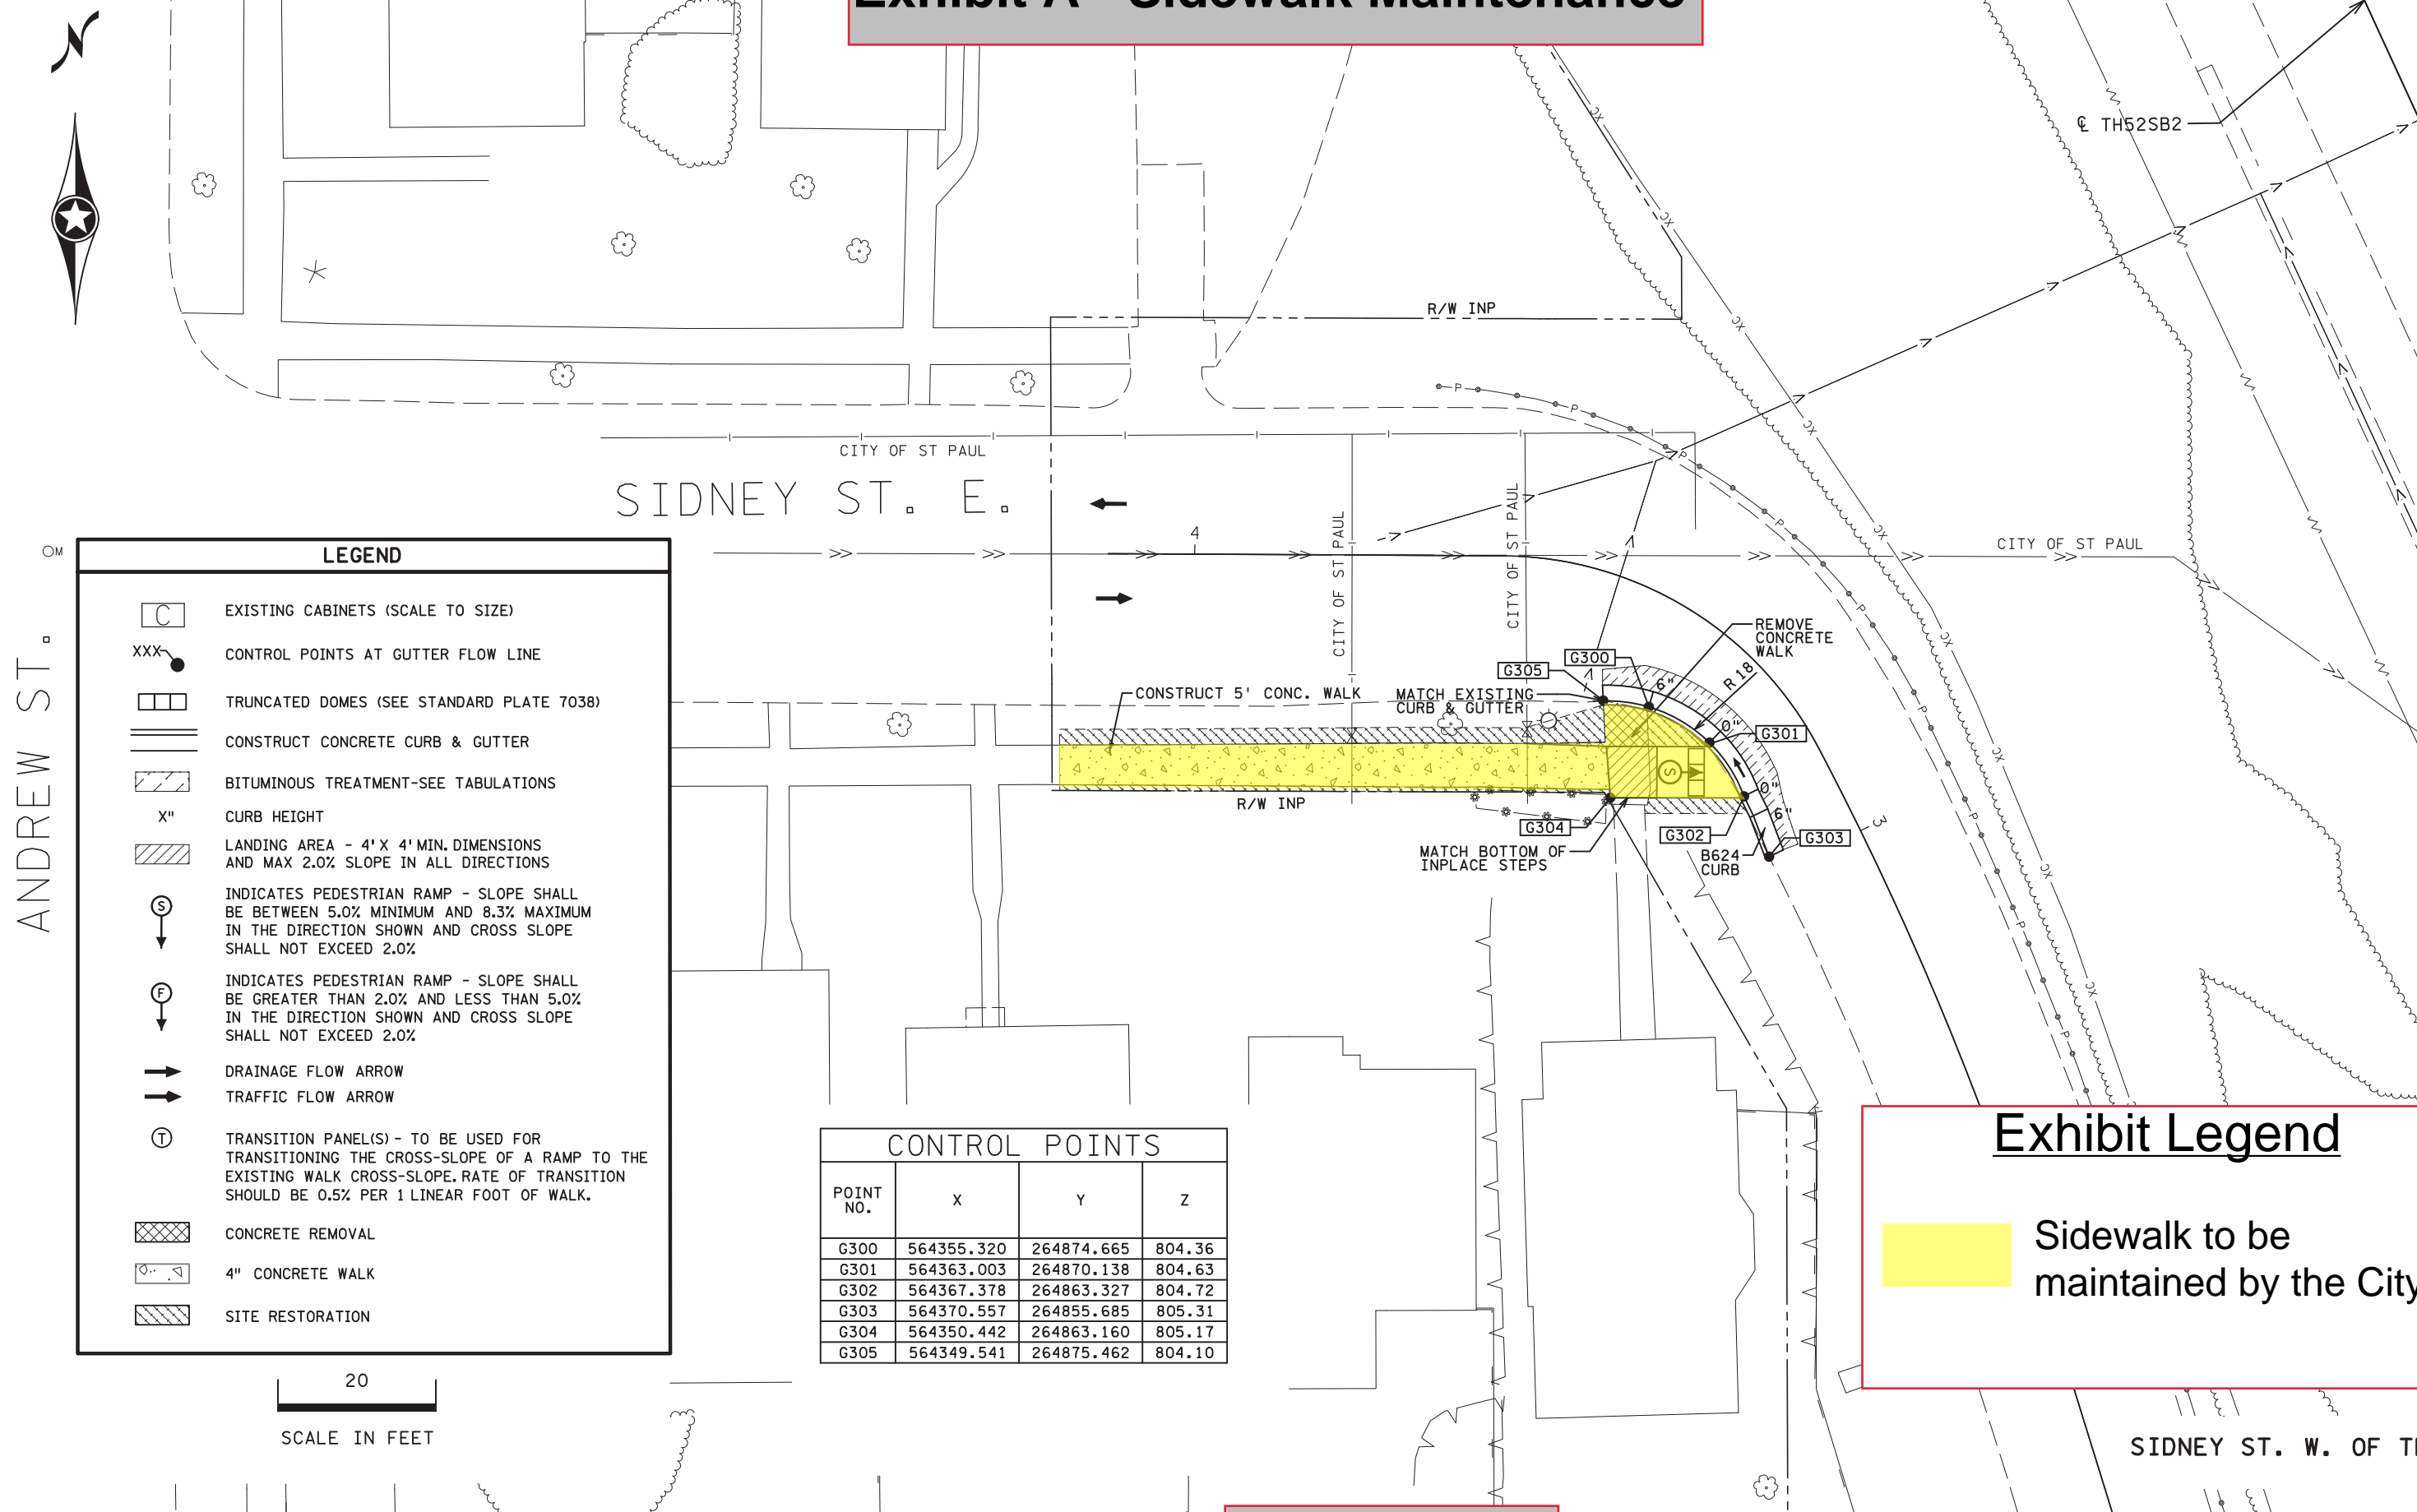 Exhibit A - Sidewalk Maintenance
N
℄ TH52SB2
R/W INP
CITY OF ST PAUL
SIDNEY ST. E.
4
CITY OF ST PAUL
CITY OF ST PAUL
CITY OF ST PAUL
ANDREW ST.
M
LEGEND
C
EXISTING CABINETS (SCALE TO SIZE)
XXX
CONTROL POINTS AT GUTTER FLOW LINE
TRUNCATED DOMES (SEE STANDARD PLATE 7038)
CONSTRUCT CONCRETE CURB & GUTTER
BITUMINOUS TREATMENT-SEE TABULATIONS
X"
CURB HEIGHT
LANDING AREA - 4'X 4'MIN. DIMENSIONS
AND MAX 2.0% SLOPE IN ALL DIRECTIONS
S
INDICATES PEDESTRIAN RAMP - SLOPE SHALL
BE BETWEEN 5.0% MINIMUM AND 8.3% MAXIMUM
IN THE DIRECTION SHOWN AND CROSS SLOPE
SHALL NOT EXCEED 2.0%
F
INDICATES PEDESTRIAN RAMP - SLOPE SHALL
BE GREATER THAN 2.0% AND LESS THAN 5.0%
IN THE DIRECTION SHOWN AND CROSS SLOPE
SHALL NOT EXCEED 2.0%
DRAINAGE FLOW ARROW
TRAFFIC FLOW ARROW
T
TRANSITION PANEL(S) - TO BE USED FOR
TRANSITIONING THE CROSS-SLOPE OF A RAMP TO THE
EXISTING WALK CROSS-SLOPE. RATE OF TRANSITION
SHOULD BE 0.5% PER 1 LINEAR FOOT OF WALK.
CONCRETE REMOVAL
4" CONCRETE WALK
SITE RESTORATION
20
SCALE IN FEET
REMOVE
CONCRETE
WALK
G300
G305
6"
R 18
CONSTRUCT 5' CONC. WALK
MATCH EXISTING
CURB & GUTTER
0"
G301
S
0"
6"
R/W INP
G304
G302
G303
3
MATCH BOTTOM OF
INPLACE STEPS
B624
CURB
CONTROL POINTS
POINT
NO. X Y Z
G300 564355.320 264874.665 804.36
G301 564363.003 264870.138 804.63
G302 564367.378 264863.327 804.72
G303 564370.557 264855.685 805.31
G304 564350.442 264863.160 805.17
G305 564349.541 264875.462 804.10
Exhibit Legend
Sidewalk to be
maintained by the City
SIDNEY ST. W. OF